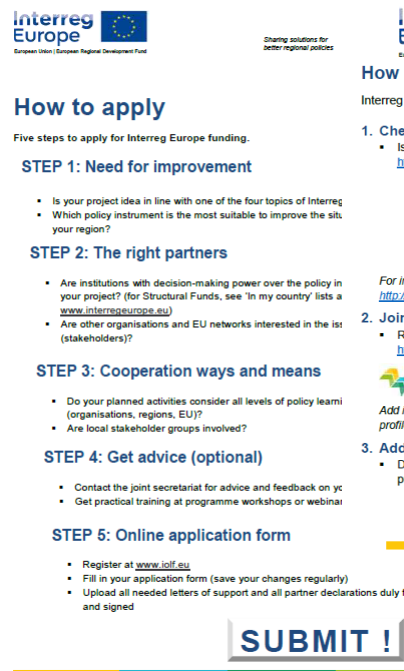 Interreg
Europe
European Union | European Regional Development Fund
Sharing solutions for
better regional policies
How to apply
Five steps to apply for Interreg Europe funding.
STEP 1: Need for improvement
▪ Is your project idea in line with one of the four topics of Interreg
▪ Which policy instrument is the most suitable to improve the situ
your region?
STEP 2: The right partners
▪ Are institutions with decision-making power over the policy in
your project? (for Structural Funds, see 'In my country' lists a
www.interregeurope.eu)
▪ Are other organisations and EU networks interested in the iss
(stakeholders)?
STEP 3: Cooperation ways and means
▪ Do your planned activities consider all levels of policy learni
(organisations, regions, EU)?
▪ Are local stakeholder groups involved?
STEP 4: Get advice (optional)
▪ Contact the joint secretariat for advice and feedback on yo
▪ Get practical training at programme workshops or webinar
STEP 5: Online application form
▪ Register at www.iolf.eu
▪ Fill in your application form (save your changes regularly)
▪ Upload all needed letters of support and all partner declarations duly f
and signed
SUBMIT !
How
Interreg
1. Che
▪ Is
h
For in
http:/
2. Join
▪ R
h
Add
profil
3. Add
▪ D
p